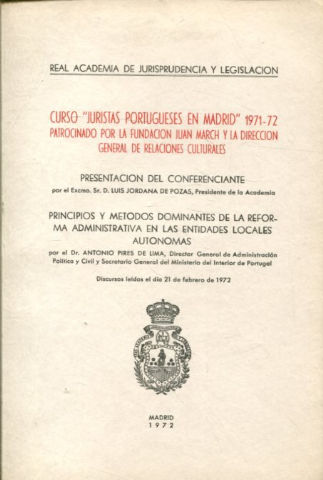 REAL ACADEMIA DE JURISPRUDENCIA Y LEGISLACION
CURSO "JURISTAS PORTUGUESES EN MADRID" 1971-72
PATROCINADO POR LA FUNDACION JUAN MARCH Y LA DIRECCION
GENERAL DE RELACIONES CULTURALES
PRESENTACION DEL CONFERENCIANTE
por el Excmo. Sr. D. LUIS JORDANA DE POZAS, Presidente de la Academia
PRINCIPIOS Y METODOS DOMINANTES DE LA REFOR-
MA ADMINISTRATIVA EN LAS ENTIDADES LOCALES
AUTONOMAS
por el Dr. ANTONIO PIRES DE LIMA, Director General de Administración
Política y Civil y Secretario General del Ministerio del Interior de Portugal
Discursos leídos el día 21 de febrero de 1972
MADRID
1972